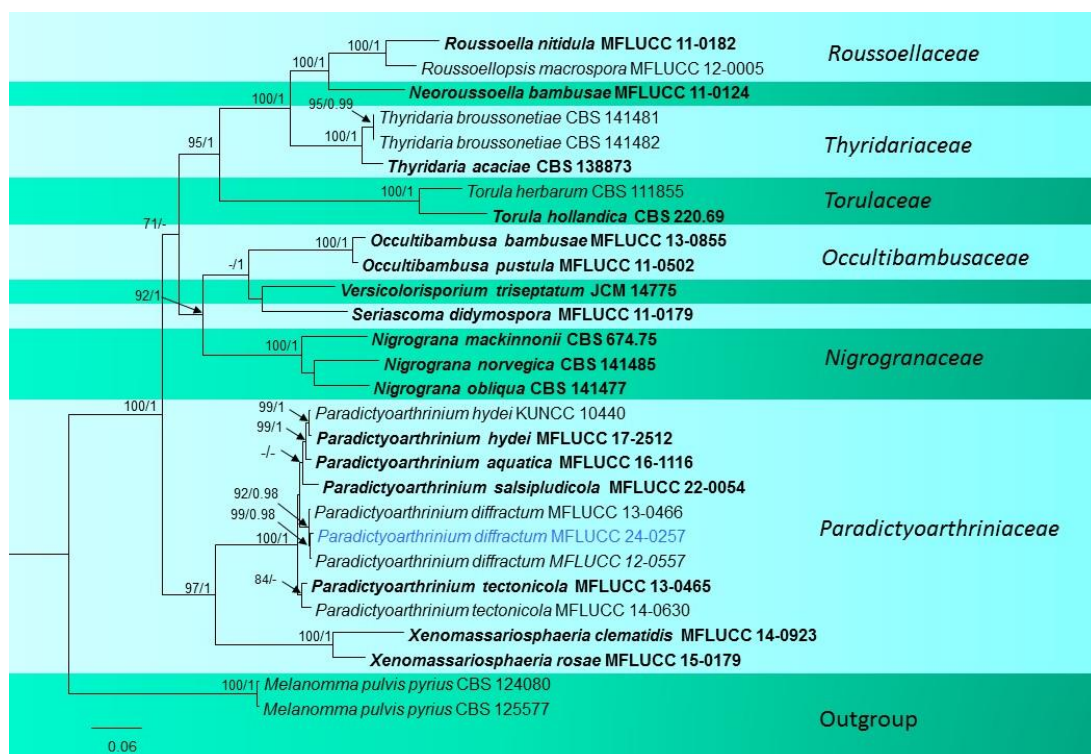 100/1
Roussoella nitidula MFLUCC 11-0182
Roussoellopsis macrospora MFLUCC 12-0005
Roussoellaceae
100/1
Neoroussoella bambusae MFLUCC 11-0124
100/1
95/0.99
Thyridaria broussonetiae CBS 141481
Thyridaria broussonetiae CBS 141482
Thyridariaceae
100/1
Thyridaria acaciae CBS 138873
95/1
Torula herbarum CBS 111855
100/1
Torulaceae
Torula hollandica CBS 220.69
71/-
Occultibambusa bambusae MFLUCC 13-0855
100/1
Occultibambusaceae
Occultibambusa pustula MFLUCC 11-0502
-/1
92/1
Versicolorisporium triseptatum JCM 14775
Seriascoma didymospora MFLUCC 11-0179
Nigrograna mackinnonii CBS 674.75
100/1
Nigrogranaceae
Nigrograna norvegica CBS 141485
Nigrograna obliqua CBS 141477
100/1
99/1
Paradictyoarthrinium hydei KUNCC 10440
99/1
Paradictyoarthrinium hydei MFLUCC 17-2512
-/-
Paradictyoarthrinium aquatica MFLUCC 16-1116
Paradictyoarthrinium salsipludicola MFLUCC 22-0054
92/0.98
Paradictyoarthrinium diffractum MFLUCC 13-0466
99/0.98
Paradictyoarthrinium diffractum MFLUCC 24-0257
Paradictyoarthriniaceae
100/1
Paradictyoarthrinium diffractum MFLUCC 12-0557
84/-
Paradictyoarthrinium tectonicola MFLUCC 13-0465
97/1
Paradictyoarthrinium tectonicola MFLUCC 14-0630
100/1
Xenomassariosphaeria clematidis MFLUCC 14-0923
Xenomassariosphaeria rosae MFLUCC 15-0179
100/1
Melanomma pulvis pyrius CBS 124080
Melanomma pulvis pyrius CBS 125577
Outgroup
0.06